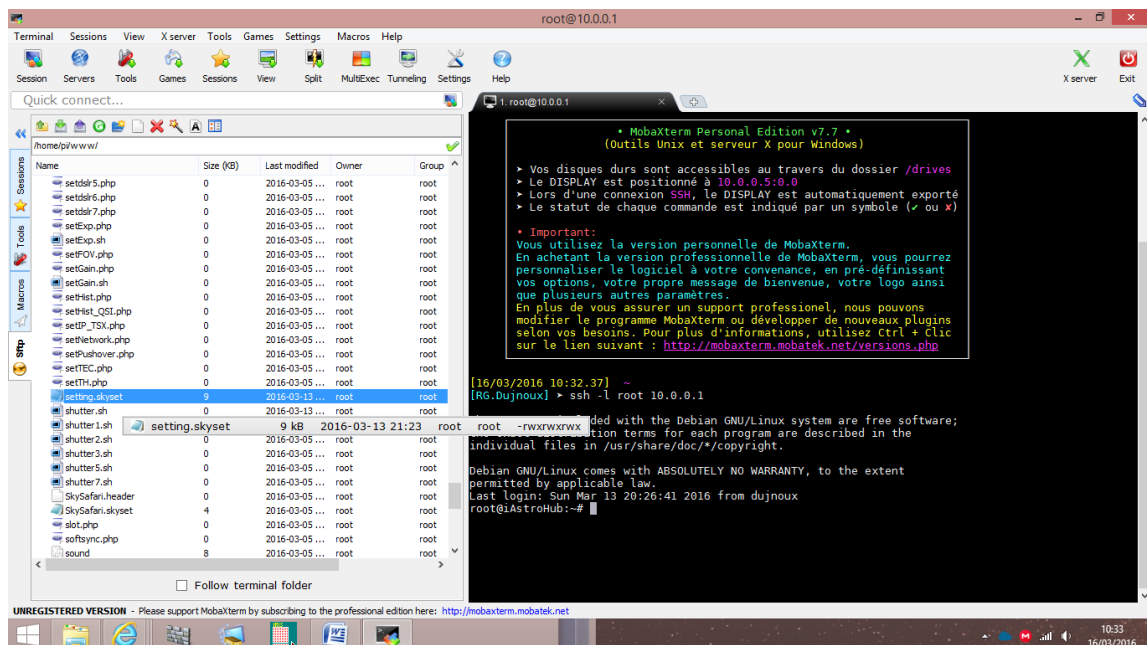 root@10.0.0.1
Terminal Sessions View X server Tools Games Settings Macros Help
Session Servers Tools Games Sessions View Split MultiExec Tunneling Settings Help X server Exit
Quick connect...
1. root@10.0.0.1
/home/pi/www/
Sessions
Tools
Macros
Sftp
Name Size (KB) Last modified Owner Group
setdslr5.php 0 2016-03-05 ... root root
setdslr6.php 0 2016-03-05 ... root root
setdslr7.php 0 2016-03-05 ... root root
setExp.php 0 2016-03-05 ... root root
setExp.sh 0 2016-03-05 ... root root
setFOV.php 0 2016-03-05 ... root root
setGain.php 0 2016-03-05 ... root root
setGain.sh 0 2016-03-05 ... root root
setHist.php 0 2016-03-05 ... root root
setHist_QSI.php 0 2016-03-05 ... root root
setIP_TSX.php 0 2016-03-05 ... root root
setNetwork.php 0 2016-03-05 ... root root
setPushover.php 0 2016-03-05 ... root root
setTEC.php 0 2016-03-05 ... root root
setTH.php 0 2016-03-05 ... root root
setting.skyset 9 2016-03-13 ... root root
shutter.sh 0 2016-03-13 ... root root
shutter1.sh
setting.skyset 9 kB 2016-03-13 21:23 root root -rwxrwxrwx
shutter2.sh 0 2016-03-05 ... root root
shutter3.sh 0 2016-03-05 ... root root
shutter5.sh 0 2016-03-05 ... root root
shutter7.sh 0 2016-03-05 ... root root
SkySafari.header 0 2016-03-05 ... root root
SkySafari.skyset 4 2016-03-05 ... root root
slot.php 0 2016-03-05 ... root root
softsync.php 0 2016-03-05 ... root root
sound 8 2016-03-05 ... root root
Follow terminal folder
• MobaXterm Personal Edition v7.7 •
(Outils Unix et serveur X pour Windows)
➤ Vos disques durs sont accessibles au travers du dossier /drives
➤ Le DISPLAY est positionné à 10.0.0.5:0.0
➤ Lors d'une connexion SSH, le DISPLAY est automatiquement exporté
➤ Le statut de chaque commande est indiqué par un symbole (✔ ou ✘)
• Important:
Vous utilisez la version personnelle de MobaXterm.
En achetant la version professionnelle de MobaXterm, vous pourrez
personnaliser le logiciel à votre convenance, en pré-définissant
vos options, votre propre message de bienvenue, votre logo ainsi
que plusieurs autres paramètres.
En plus de vous assurer un support professionel, nous pouvons
modifier le programme MobaXterm ou développer de nouveaux plugins
selon vos besoins. Pour plus d'informations, utilisez Ctrl + Clic
sur le lien suivant : http://mobaxterm.mobatek.net/versions.php
[16/03/2016 10:32.37] ~
[RG.Dujnoux] ➤ ssh -l root 10.0.0.1
ded with the Debian GNU/Linux system are free software;
tion terms for each program are described in the
individual files in /usr/share/doc/*/copyright.
Debian GNU/Linux comes with ABSOLUTELY NO WARRANTY, to the extent
permitted by applicable law.
Last login: Sun Mar 13 20:26:41 2016 from dujnoux
root@iAstroHub:~#
UNREGISTERED VERSION - Please support MobaXterm by subscribing to the professional edition here: http://mobaxterm.mobatek.net
10:33
16/03/2016